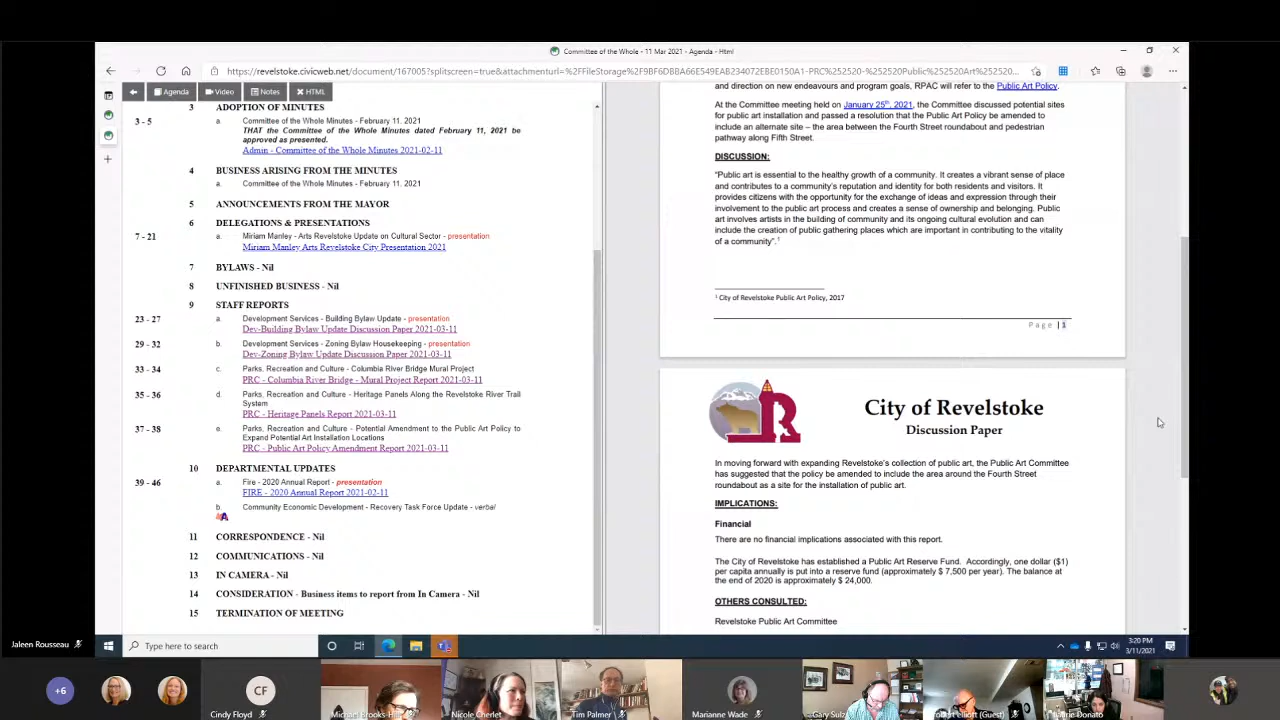 Committee of the Whole - 11 Mar 2021 - Agenda - Html
https://revelstoke.civicweb.net/document/167005?splitscreen=true&attachmenturl=%2FFileStorage%2F9BF6DBBA66E549EAB234072EBE0150A1-PRC%252520-%252520Public%252520Art%252520...
Agenda
Video
Notes
HTML
3 ADOPTION OF MINUTES
3 - 5 a. Committee of the Whole Minutes - February 11. 2021
THAT the Committee of the Whole Minutes dated February 11, 2021 be
approved as presented.
Admin - Committee of the Whole Minutes 2021-02-11
4 BUSINESS ARISING FROM THE MINUTES
a. Committee of the Whole Minutes - February 11. 2021
5 ANNOUNCEMENTS FROM THE MAYOR
6 DELEGATIONS & PRESENTATIONS
7 - 21 a. Miriam Manley - Arts Revelstoke Update on Cultural Sector - presentation
Miriam Manley Arts Revelstoke City Presentation 2021
7 BYLAWS - Nil
8 UNFINISHED BUSINESS - Nil
9 STAFF REPORTS
23 - 27 a. Development Services - Building Bylaw Update - presentation
Dev-Building Bylaw Update Discussion Paper 2021-03-11
29 - 32 b. Development Services - Zoning Bylaw Housekeeping - presentation
Dev-Zoning Bylaw Update Discussion Paper 2021-03-11
33 - 34 c. Parks. Recreation and Culture - Columbia River Bridge Mural Project
PRC - Columbia River Bridge - Mural Project Report 2021-03-11
35 - 36 d. Parks. Recreation and Culture - Heritage Panels Along the Revelstoke River Trail
System
PRC - Heritage Panels Report 2021-03-11
37 - 38 e. Parks, Recreation and Culture - Potential Amendment to the Public Art Policy to
Expand Potential Art Installation Locations
PRC - Public Art Policy Amendment Report 2021-03-11
10 DEPARTMENTAL UPDATES
39 - 46 a. Fire - 2020 Annual Report - presentation
FIRE - 2020 Annual Report 2021-02-11
b. Community Economic Development - Recovery Task Force Update - verbal
11 CORRESPONDENCE - Nil
12 COMMUNICATIONS - Nil
13 IN CAMERA - Nil
14 CONSIDERATION - Business items to report from In Camera - Nil
15 TERMINATION OF MEETING
and direction on new endeavours and program goals, RPAC will refer to the Public Art Policy.
At the Committee meeting held on January 25th, 2021, the Committee discussed potential sites
for public art installation and passed a resolution that the Public Art Policy be amended to
include an alternate site – the area between the Fourth Street roundabout and pedestrian
pathway along Fifth Street.
DISCUSSION:
"Public art is essential to the healthy growth of a community. It creates a vibrant sense of place
and contributes to a community's reputation and identity for both residents and visitors. It
provides citizens with the opportunity for the exchange of ideas and expression through their
involvement to the public art process and creates a sense of ownership and belonging. Public
art involves artists in the building of community and its ongoing cultural evolution and can
include the creation of public gathering places which are important in contributing to the vitality
of a community". 1
1 City of Revelstoke Public Art Policy, 2017
Page | 1
R
City of Revelstoke
Discussion Paper
In moving forward with expanding Revelstoke's collection of public art, the Public Art Committee
has suggested that the policy be amended to include the area around the Fourth Street
roundabout as a site for the installation of public art.
IMPLICATIONS:
Financial
There are no financial implications associated with this report.
The City of Revelstoke has established a Public Art Reserve Fund. Accordingly, one dollar ($1)
per capita annually is put into a reserve fund (approximately $ 7,500 per year). The balance at
the end of 2020 is approximately $ 24,000.
OTHERS CONSULTED:
Revelstoke Public Art Committee
Jaleen Rousseau
Type here to search
3:20 PM
3/11/2021
+6
CF
Cindy Floyd
Michael Brooks-Hill
Nicole Cherlet
Tim Palmer
Marianne Wade
Gary Sulz
Elliott (Guest)
Donato